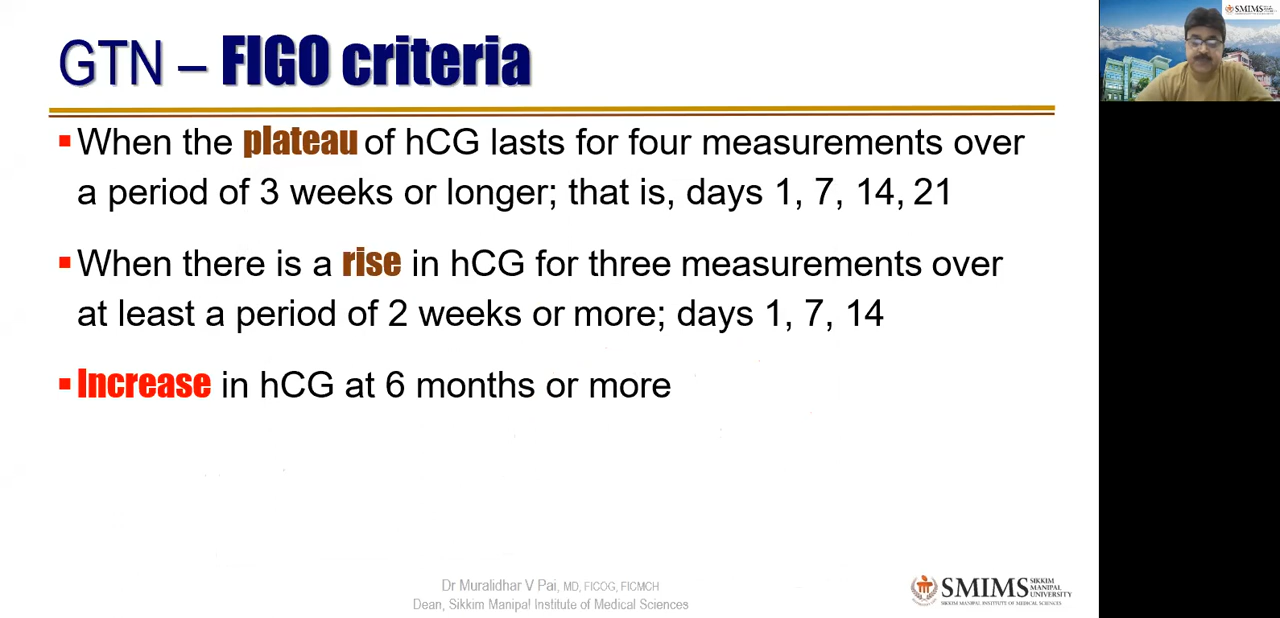 GTN – FIGO criteria
▪ When the plateau of hCG lasts for four measurements over
a period of 3 weeks or longer; that is, days 1, 7, 14, 21
▪ When there is a rise in hCG for three measurements over
at least a period of 2 weeks or more; days 1, 7, 14
▪ Increase in hCG at 6 months or more
Dr Muralidhar V Pai, MD, FICOG, FICMCH
Dean, Sikkim Manipal Institute of Medical Sciences
SMIMS SIKKIM
MANIPAL
UNIVERSITY
SIKKIM MANIPAL INSTITUTE OF MEDICAL SCIENCES
SMIMS